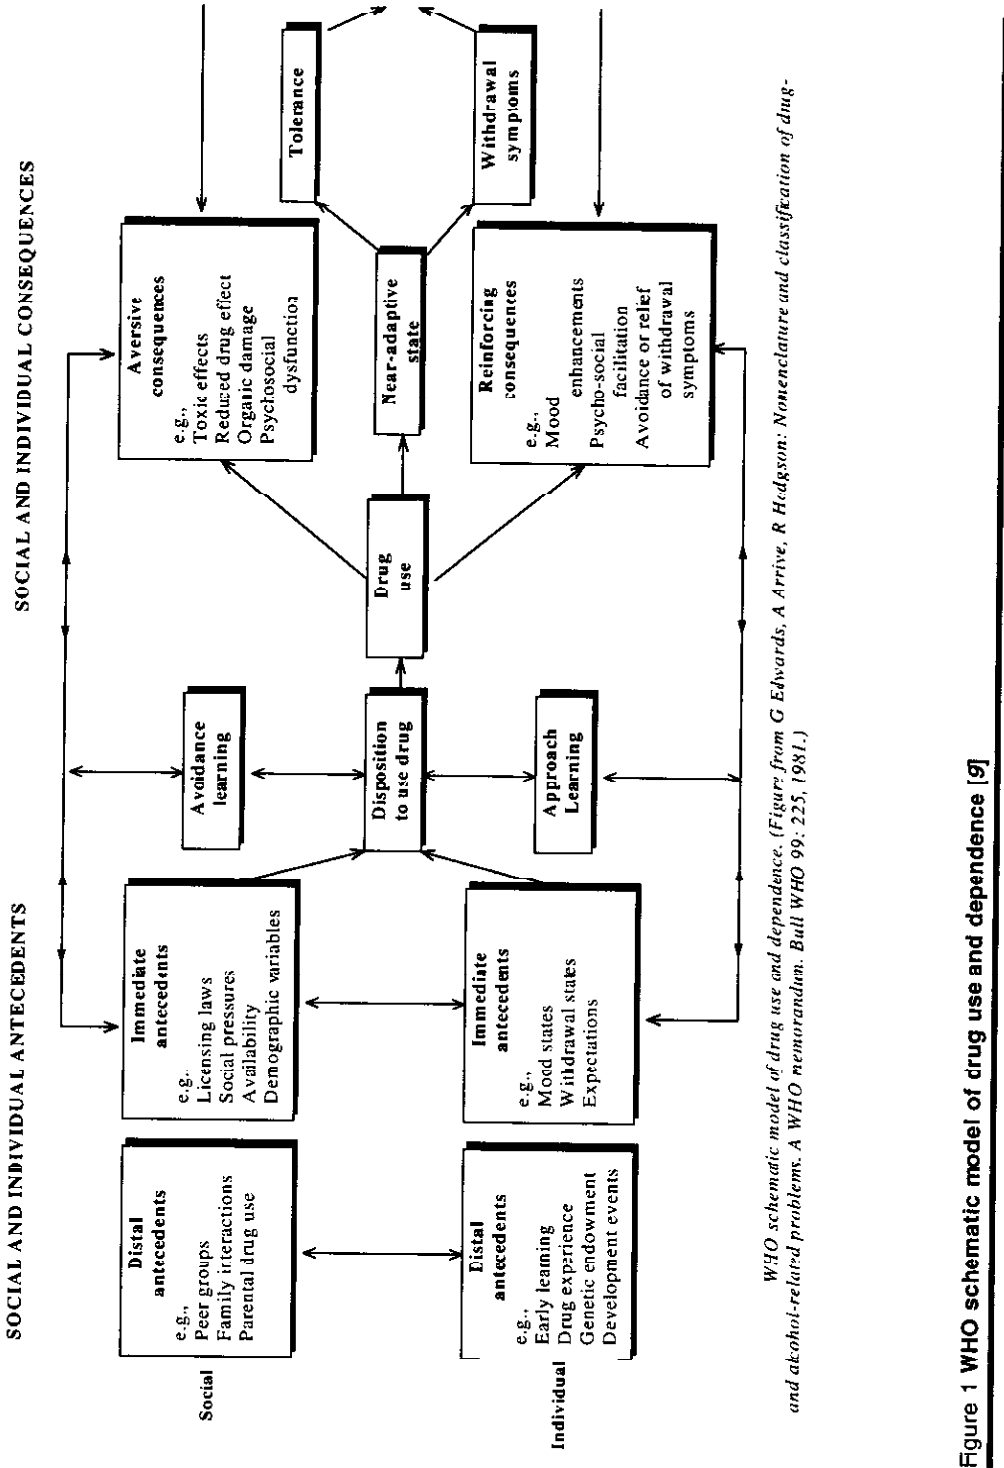 SOCIAL AND INDIVIDUAL ANTECEDENTS
SOCIAL AND INDIVIDUAL CONSEQUENCES
Social
Distal
antecedents
e.g.,
Peer groups
Family interactions
Parental drug use
Immediate
antecedents
e.g.
Licensing laws
Social pressures
Availability
Demographic variables
Avoidance
learning
Aversive
consequences
e.g.,
Toxic effects
Reduced drug effect
Organic damage
Psychosocial
dysfunction
Tolerance
Disposition
to use drug
Drug
use
Near-adaptive
state
Individual
Distal
antecedents
e.g.,
Early learning
Drug experience
Genetic endowment
Development events
Immediate
antecedents
e.g.,
Mood states
Withdrawal states
Expectations
Approach
Learning
Reinforcing
consequences
e.g.,
Mood
enhancements
Psycho-social
facilitation
Avoidance or relief
of withdrawal
symptoms
Withdrawal
symptoms
WHO schematic model of drug use and dependence. (Figure from G Edwards, A Arrive, R Hodgson: Nomenclature and classification of drug-
and alcohol-related problems. A WHO memorandum. Bull WHO 99: 225, 1981.)
Figure 1 WHO schematic model of drug use and dependence [9]